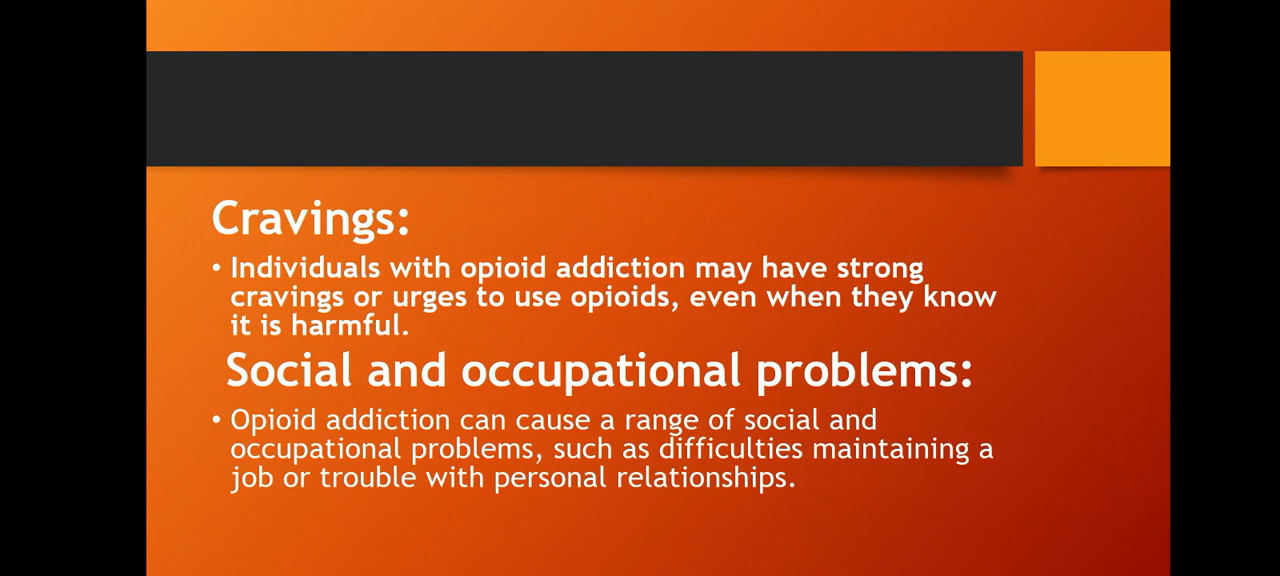 Cravings:
• Individuals with opioid addiction may have strong
cravings or urges to use opioids, even when they know
it is harmful.
Social and occupational problems:
• Opioid addiction can cause a range of social and
occupational problems, such as difficulties maintaining a
job or trouble with personal relationships.